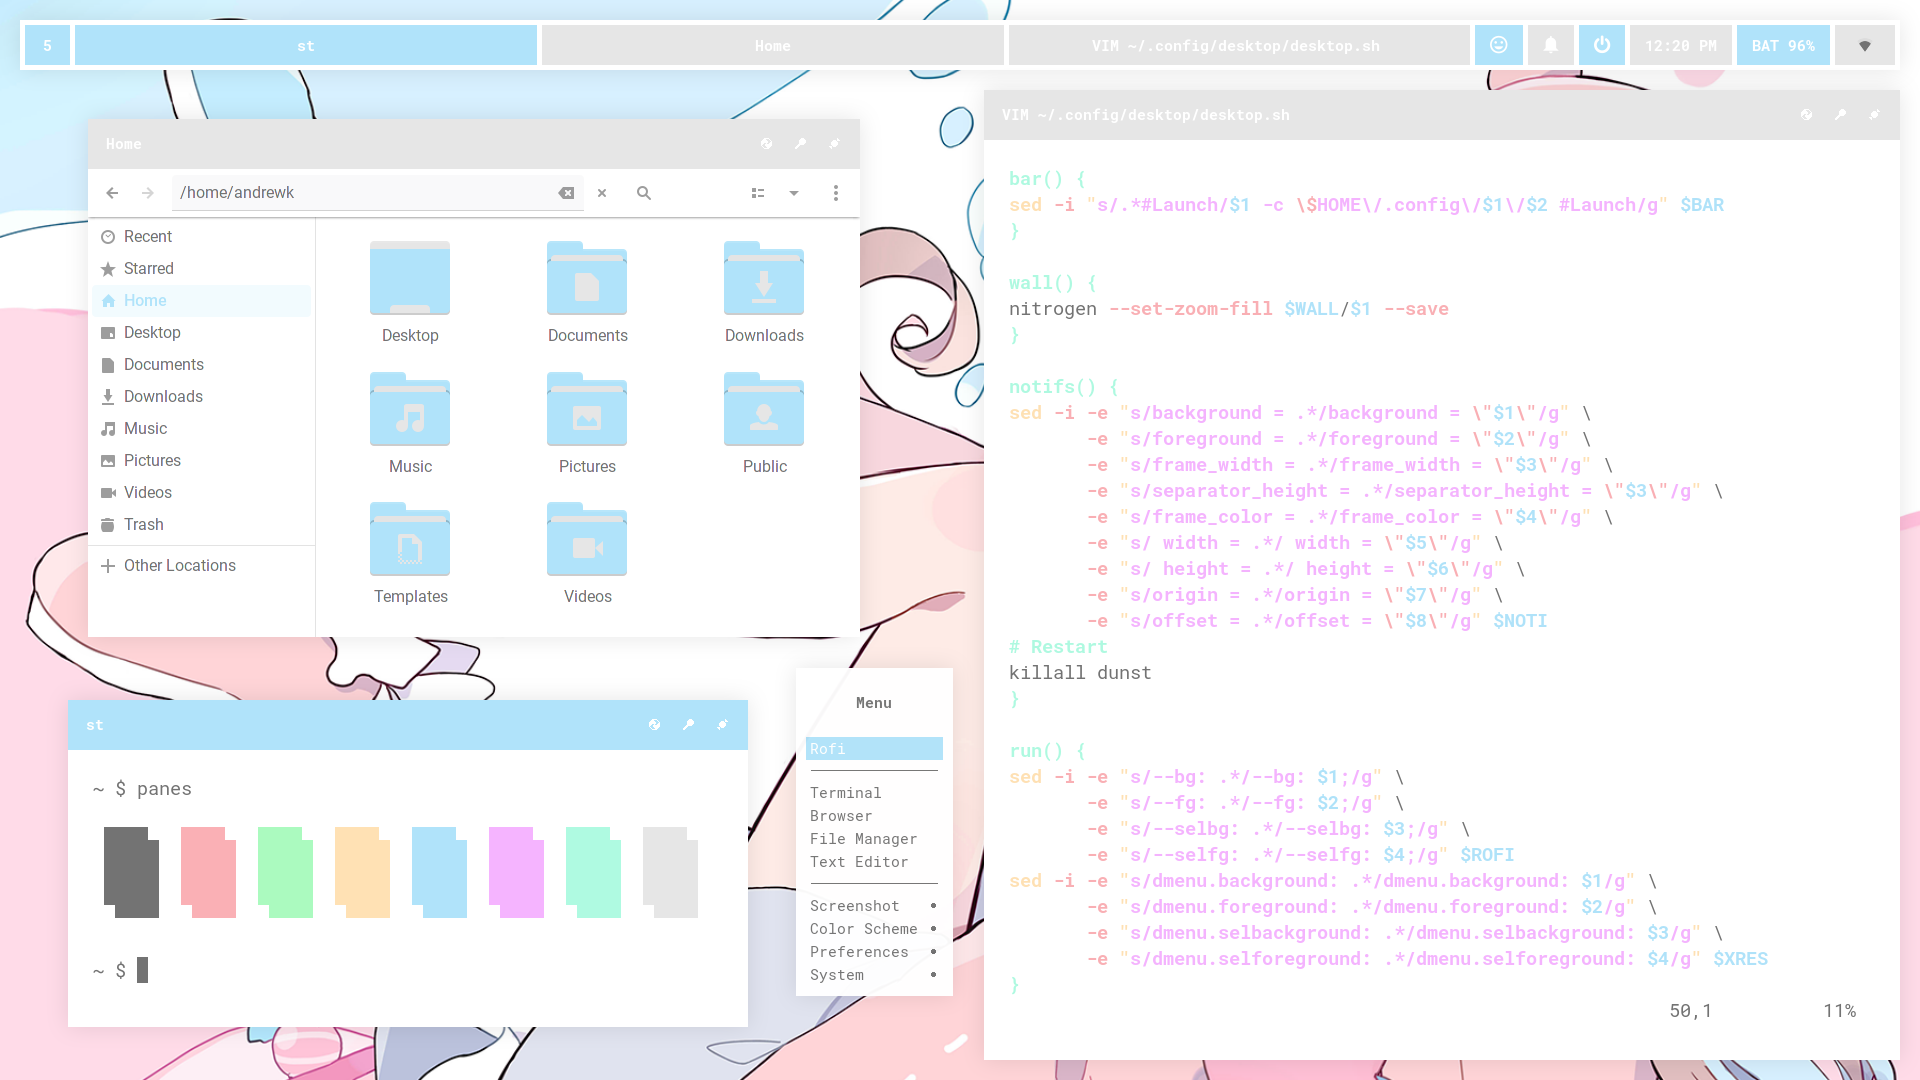 5
st
Home
VIM ~/.config/desktop/desktop.sh
12:20 PM
BAT 96%
Home
/home/andrewk
Recent
Starred
Home
Desktop
Documents
Downloads
Music
Pictures
Videos
Trash
Other Locations
Desktop
Documents
Downloads
Music
Pictures
Public
Templates
Videos
st
~ $ panes
~ $
Menu
Rofi
Terminal
Browser
File Manager
Text Editor
Screenshot
Color Scheme
Preferences
System
VIM ~/.config/desktop/desktop.sh
bar() {
sed -i "s/.*#Launch/$1 -c \$HOME\/.config\/$1\/$2 #Launch/g" $BAR
}
wall() {
nitrogen --set-zoom-fill $WALL/$1 --save
}
notifs() {
sed -i -e "s/background = .*/background = \"$1\"/g" \
-e "s/foreground = .*/foreground = \"$2\"/g" \
-e "s/frame_width = .*/frame_width = \"$3\"/g" \
-e "s/separator_height = .*/separator_height = \"$3\"/g" \
-e "s/frame_color = .*/frame_color = \"$4\"/g" \
-e "s/ width = .*/ width = \"$5\"/g" \
-e "s/ height = .*/ height = \"$6\"/g" \
-e "s/origin = .*/origin = \"$7\"/g" \
-e "s/offset = .*/offset = \"$8\"/g" $NOTI
# Restart
killall dunst
}
run() {
sed -i -e "s/--bg: .*/--bg: $1;/g" \
-e "s/--fg: .*/--fg: $2;/g" \
-e "s/--selbg: .*/--selbg: $3;/g" \
-e "s/--selfg: .*/--selfg: $4;/g" $ROFI
sed -i -e "s/dmenu.background: .*/dmenu.background: $1/g" \
-e "s/dmenu.foreground: .*/dmenu.foreground: $2/g" \
-e "s/dmenu.selbackground: .*/dmenu.selbackground: $3/g" \
-e "s/dmenu.selforeground: .*/dmenu.selforeground: $4/g" $XRES
}
50,1 11%